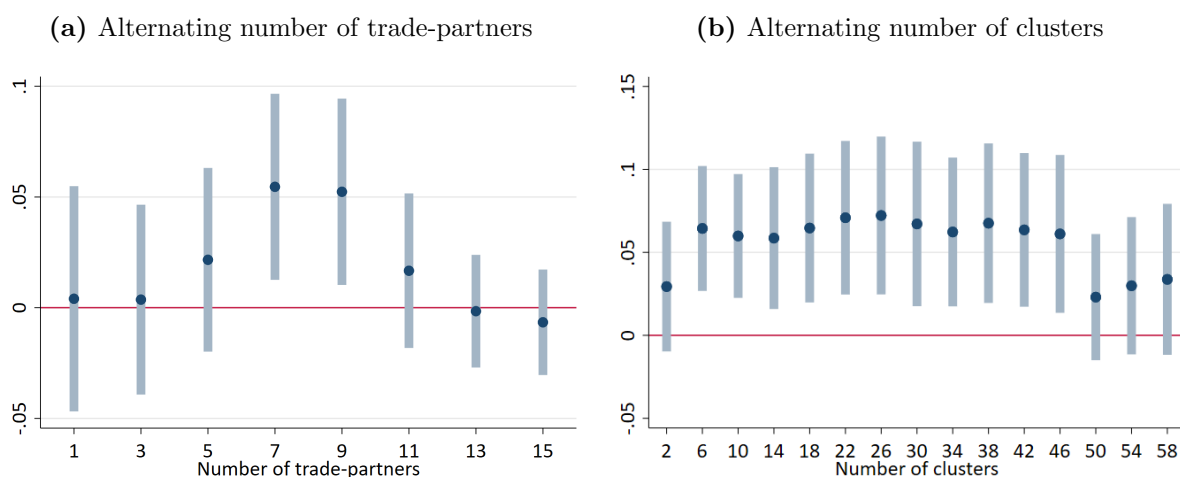 (a) Alternating number of trade-partners
.1
.05
0
-.05
1 3 5 7 9 11 13 15
Number of trade-partners
(b) Alternating number of clusters
.15
.1
.05
0
-.05
2 6 10 14 18 22 26 30 34 38 42 46 50 54 58
Number of clusters